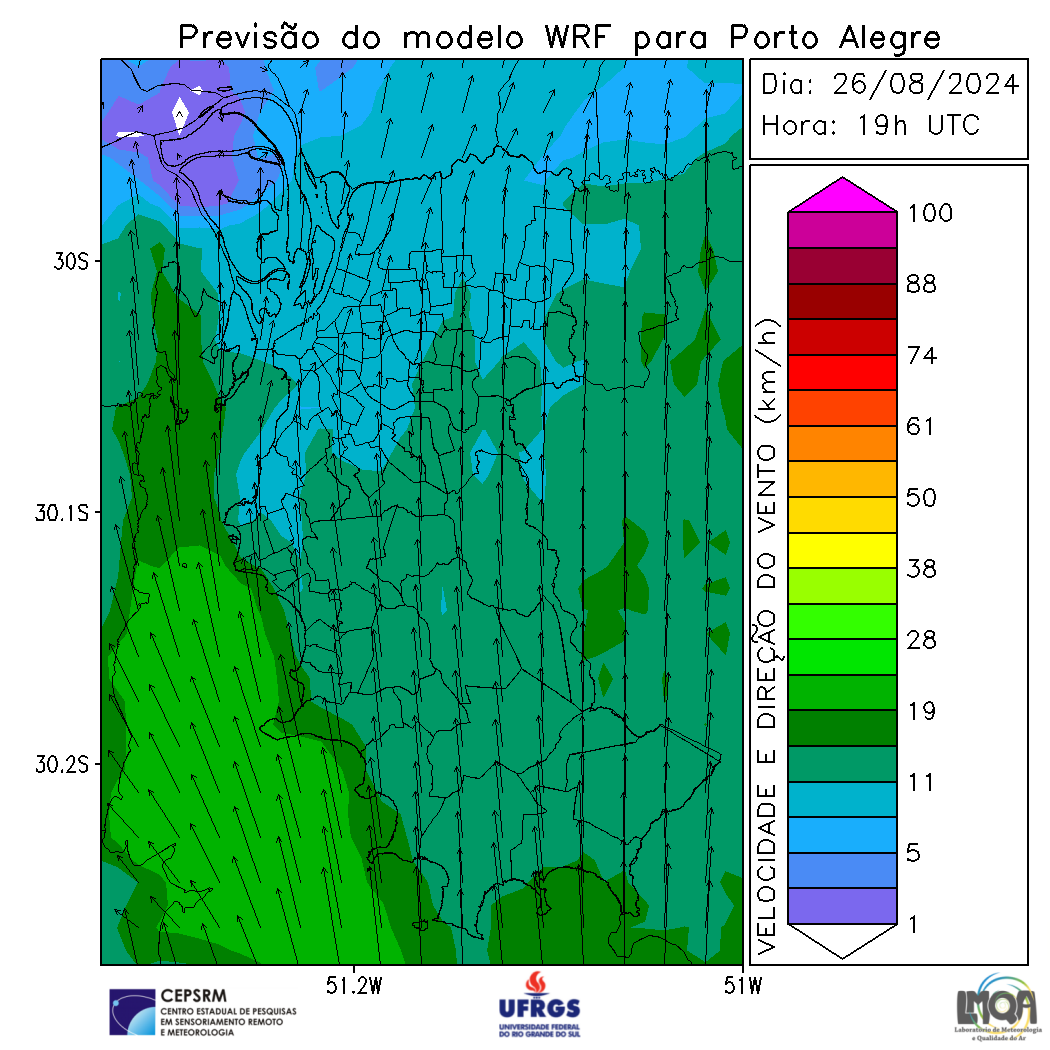 Previsão do modelo WRF para Porto Alegre
Dia: 26/08/2024
Hora: 19h UTC
30S
30.1S
30.2S
51.2W
51W
VELOCIDADE E DIREÇÃO DO VENTO (km/h)
100
88
74
61
50
38
28
19
11
5
1
CEPSRM
CENTRO ESTADUAL DE PESQUISAS
EM SENSORIAMENTO REMOTO
E METEOROLOGIA
UFRGS
UNIVERSIDADE FEDERAL
DO RIO GRANDE DO SUL
LMQA
Laboratório de Meteorologia
e Qualidade do Ar